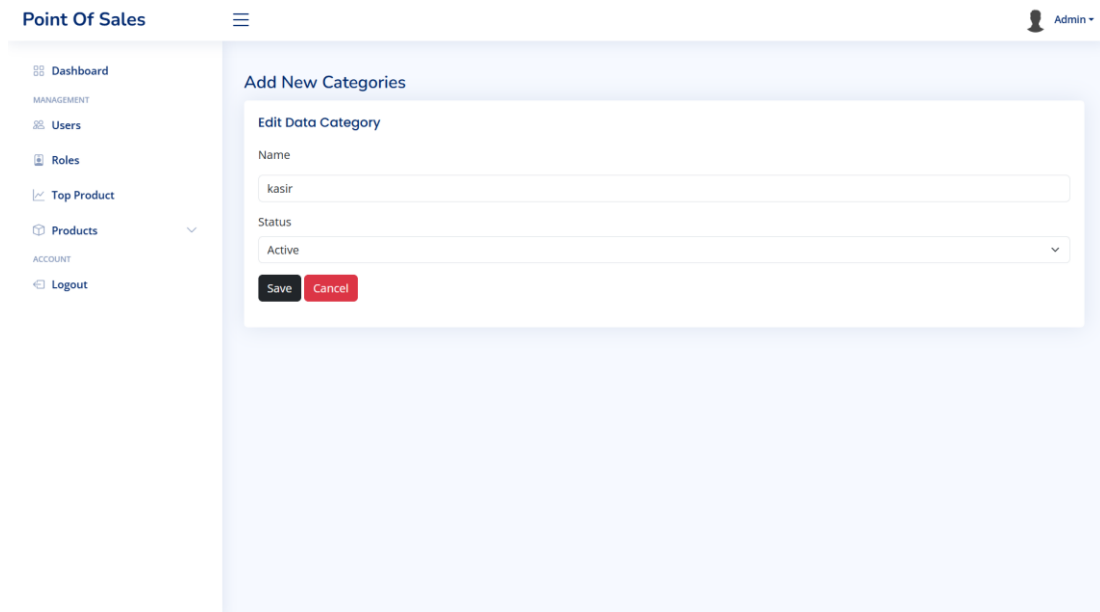 Point Of Sales
Admin
Dashboard
MANAGEMENT
Users
Roles
Top Product
Products
ACCOUNT
Logout
Add New Categories
Edit Data Category
Name
kasir
Status
Active
Save Cancel